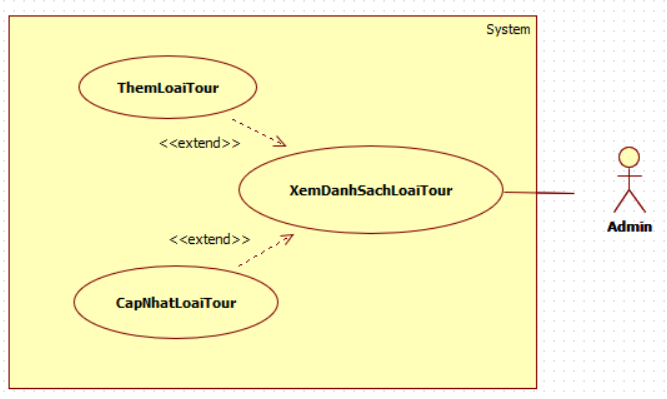 System
ThemLoaiTour
<<extend>>
XemDanhSachLoaiTour
Admin
<<extend>>
CapNhatLoaiTour